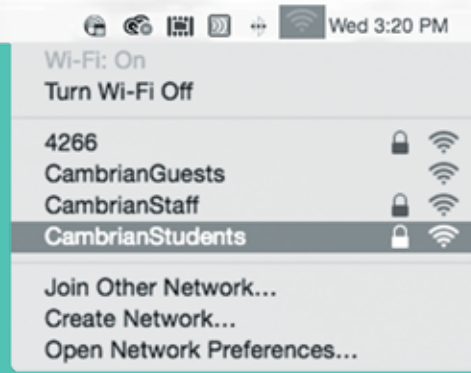 Wed 3:20 PM
Wi-Fi: On
Turn Wi-Fi Off
4266
CambrianGuests
CambrianStaff
CambrianStudents
Join Other Network...
Create Network...
Open Network Preferences...